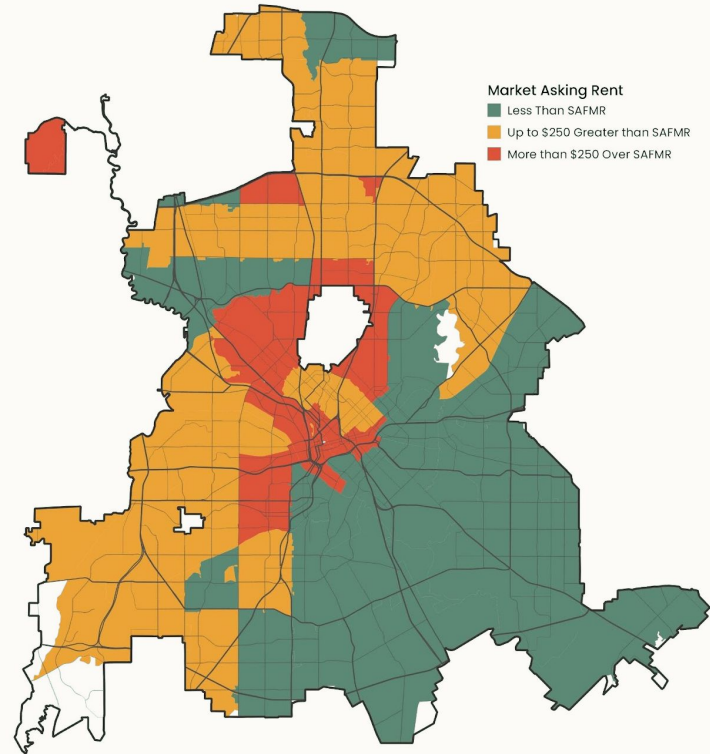 Market Asking Rent
Less Than SAFMR
Up to $250 Greater than SAFMR
More than $250 Over SAFMR